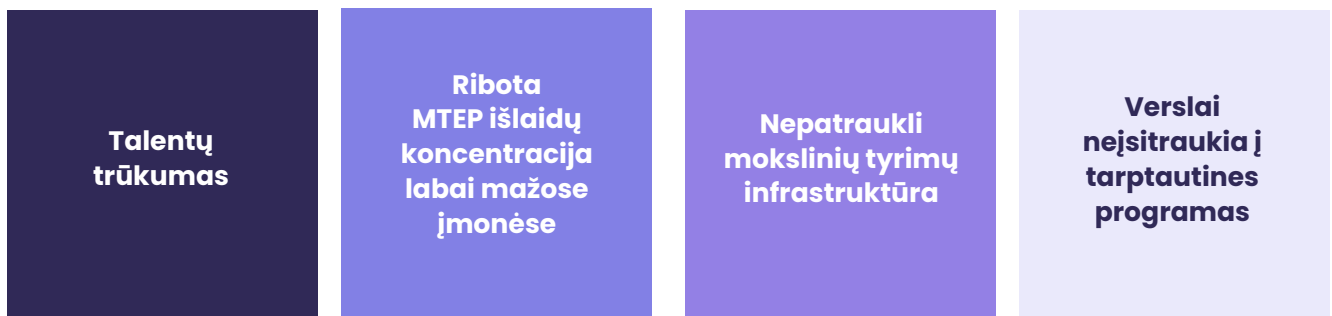 Talentų
trūkumas
Ribota
MTEP išlaidų
koncentracija
labai mažose
įmonėse
Nepatraukli
mokslinių tyrimų
infrastruktūra
Verslai
neįsitraukia į
tarptautines
programas